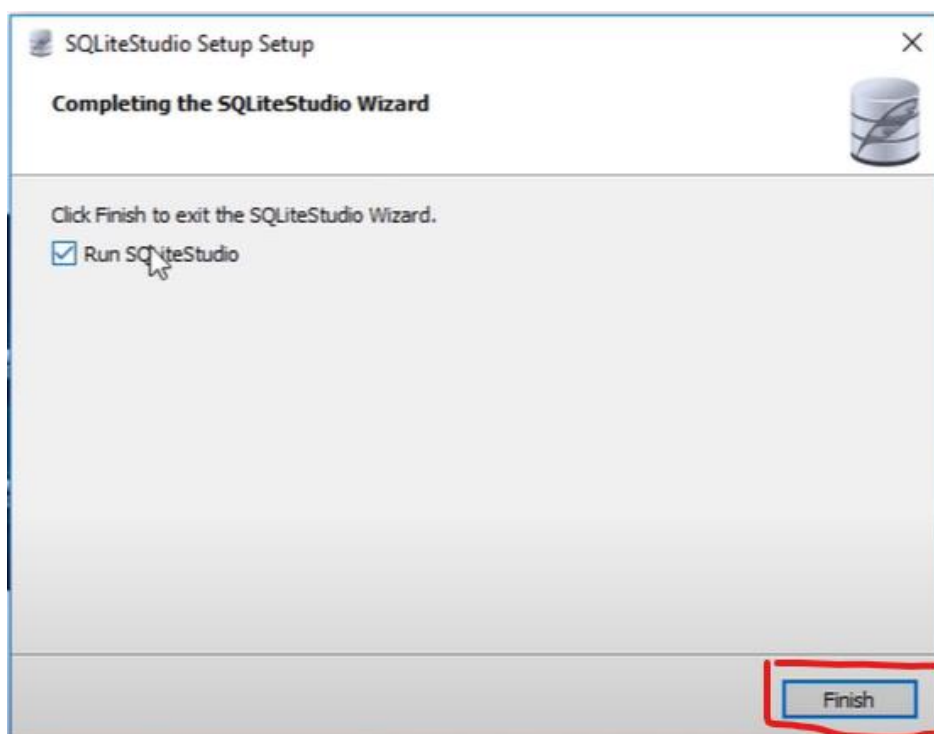 SQLiteStudio Setup Setup
Completing the SQLiteStudio Wizard
Click Finish to exit the SQLiteStudio Wizard.
Run SQLiteStudio
Finish